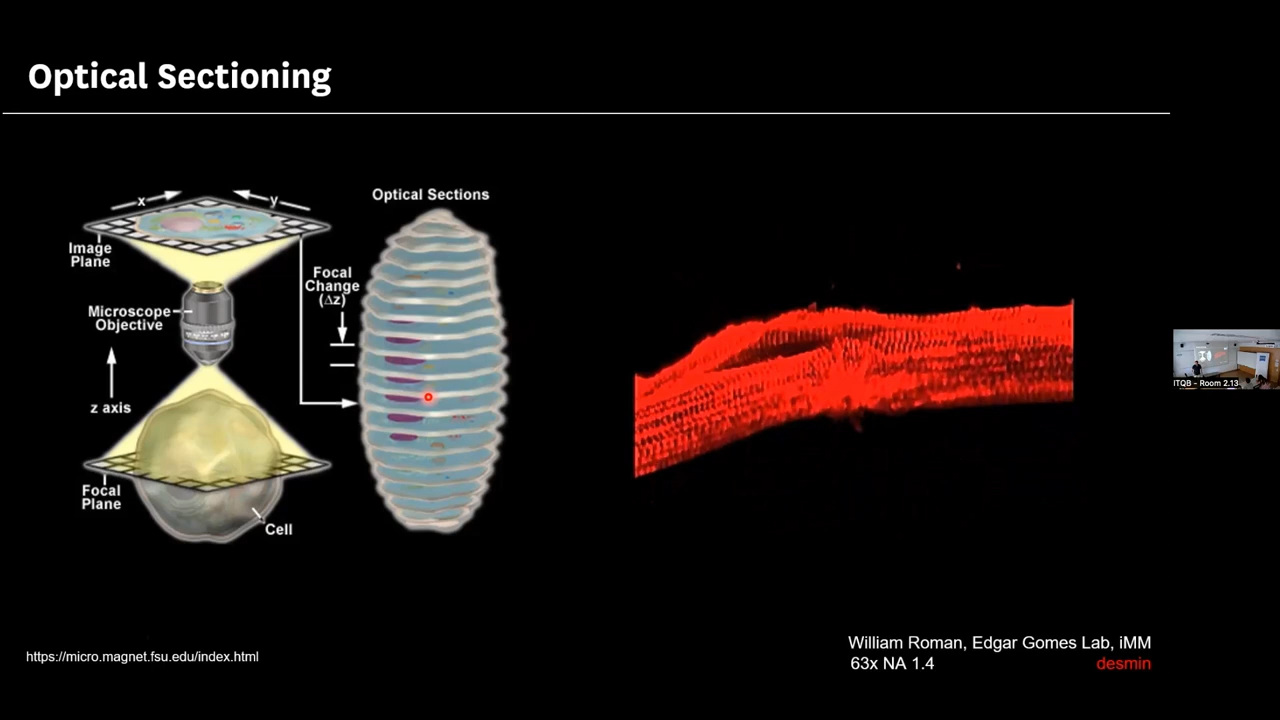 Optical Sectioning
x
y
Optical Sections
Image
Plane
Focal
Change
(Δz)
Microscope
Objective
z axis
Focal
Plane
Cell
ITQB - Room 2.13
https://micro.magnet.fsu.edu/index.html
William Roman, Edgar Gomes Lab, iMM
63x NA 1.4
desmin